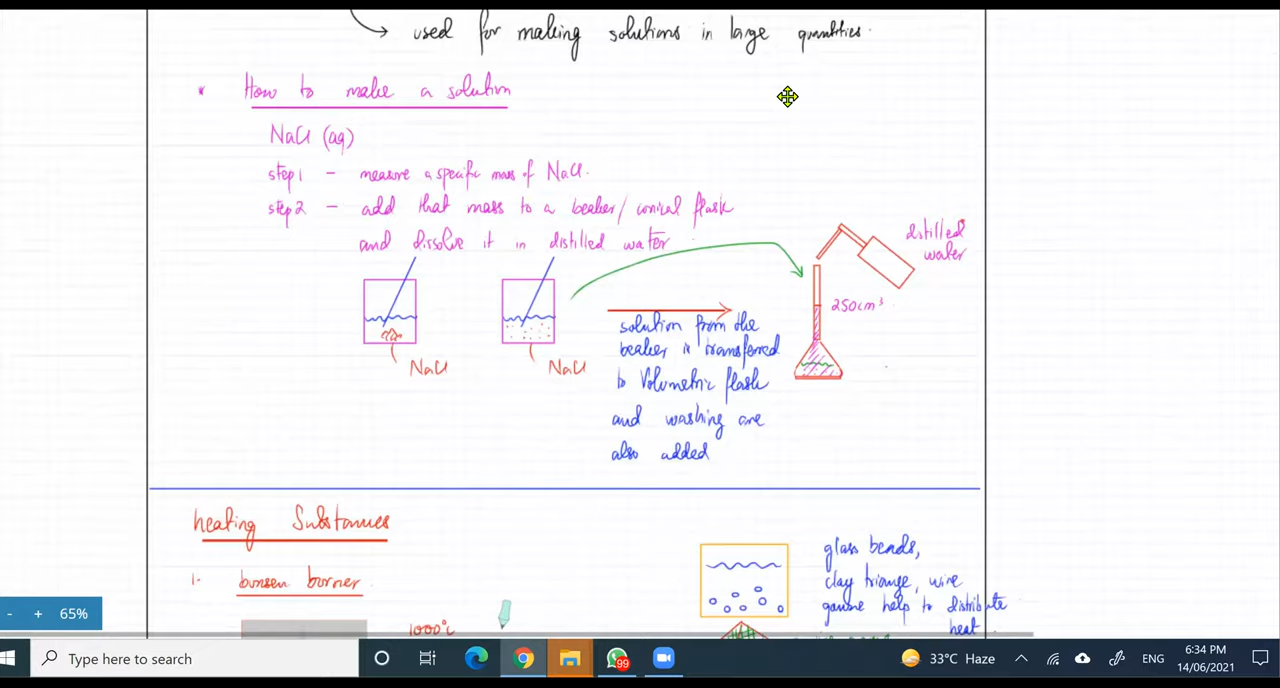 used for making solutions in large quantities.
* How to make a solution
NaCl (aq)
step 1 - measure a specific mass of NaCl.
step 2 - add that mass to a beaker/ conical flask
and dissolve it in distilled water.
distilled
water
250cm³
NaCl
NaCl
solution from the
beaker is transferred
to Volumetric flask
and washing are
also added
heating Substances
1. bunsen burner
1000°C
glass beads,
clay triange, wire
gauze help to distribute
heat
- + 65%
Type here to search
99
33°C Haze
ENG
6:34 PM
14/06/2021